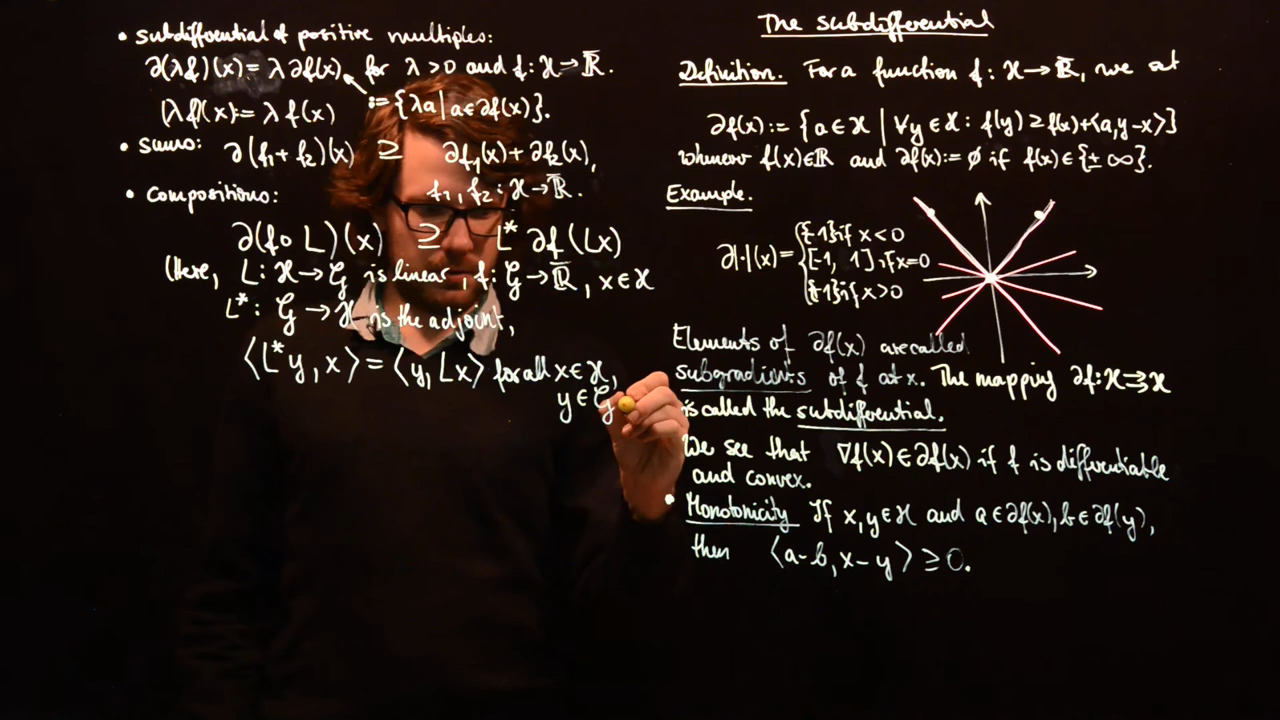 • subdifferential of positive multiples:
∂(λf)(x) = λ ∂f(x) for λ > 0 and f: ℋ → ℝ̄.
(λf)(x) := λ f(x) := {λa | a ∈ ∂f(x)}.
• sums: ∂(f₁ + f₂)(x) ⊇ ∂f₁(x) + ∂f₂(x),
f₁, f₂: ℋ → ℝ̄.
• compositions:
∂(f ∘ L)(x) ⊇ L* ∂f(Lx)
(Here, L: ℋ → 𝒢 is linear, f: 𝒢 → ℝ̄, x ∈ ℋ
L*: 𝒢 → ℋ is the adjoint,
⟨L* y, x⟩ = ⟨y, Lx⟩ for all x ∈ ℋ,
y ∈ 𝒢
The subdifferential
Definition. For a function f: ℋ → ℝ̄, we set
∂f(x) := {a ∈ ℋ | ∀y ∈ ℋ: f(y) ≥ f(x) + ⟨a, y-x⟩}
whenever f(x) ∈ ℝ and ∂f(x) := ∅ if f(x) ∈ {± ∞}.
Example.
∂|·|(x) = { {-1} if x < 0
[-1, 1] if x = 0
{1} if x > 0
Elements of ∂f(x) are called
subgradients of f at x. The mapping ∂f: ℋ ⇉ ℋ
is called the subdifferential.
We see that ∇f(x) ∈ ∂f(x) if f is differentiable
and convex.
• Monotonicity If x, y ∈ ℋ and a ∈ ∂f(x), b ∈ ∂f(y),
then ⟨a-b, x-y⟩ ≥ 0.